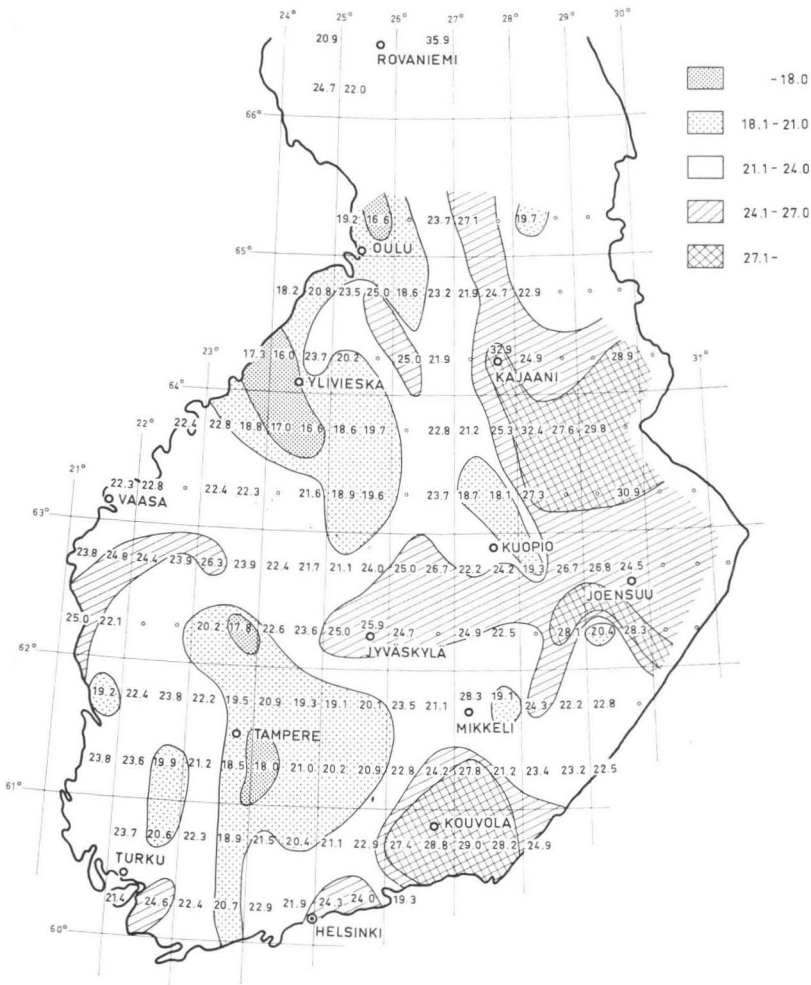 24° 25° 26° 27° 28° 29° 30°
20.9 35.9
ROVANIEMI
24.7 22.0
66°
-18.0
18.1-21.0
21.1-24.0
24.1-27.0
27.1-
19.2 16.6 23.7 27.1 19.7
65° OULU
18.2 20.8 23.5 25.0 18.6 23.2 21.9 24.7 22.9
23° 17.3 16.0 23.7 20.2 25.0 21.9 32.9 24.9 28.9 31°
64° YLIVIESKA KAJAANI
22° 22.4 22.8 18.8 17.0 16.6 18.6 19.7 22.8 21.2 25.3 32.4 27.6 29.8
21° 22.3 22.8 22.4 22.3 21.6 18.9 19.6 23.7 18.7 18.1 27.3 30.9
VAASA
63° KUOPIO
23.8 24.8 24.4 23.9 26.3 23.9 22.4 21.7 21.1 24.0 25.0 26.7 22.2 24.2 19.3 26.7 26.8 24.5
JOENSUU
25.0 22.1 20.2 17.8 22.6 23.6 25.0 25.9 24.7 24.9 22.5 28.1 20.4 28.3
62° JYVÄSKYLÄ
19.2 22.4 23.8 22.2 19.5 20.9 19.3 19.1 20.1 23.5 21.1 28.3 19.1 24.3 22.2 22.8
TAMPERE MIKKELI
23.8 23.6 19.9 21.2 18.5 18.0 21.0 20.2 20.9 22.8 24.2 27.8 21.2 23.4 23.2 22.5
61° KOUVOLA
23.7 20.6 22.3 18.9 21.5 20.4 21.1 22.9 27.4 28.8 29.0 28.2 24.9
TURKU
21.4 24.6 22.4 20.7 22.9 21.9 24.3 24.0 19.3
60° HELSINKI